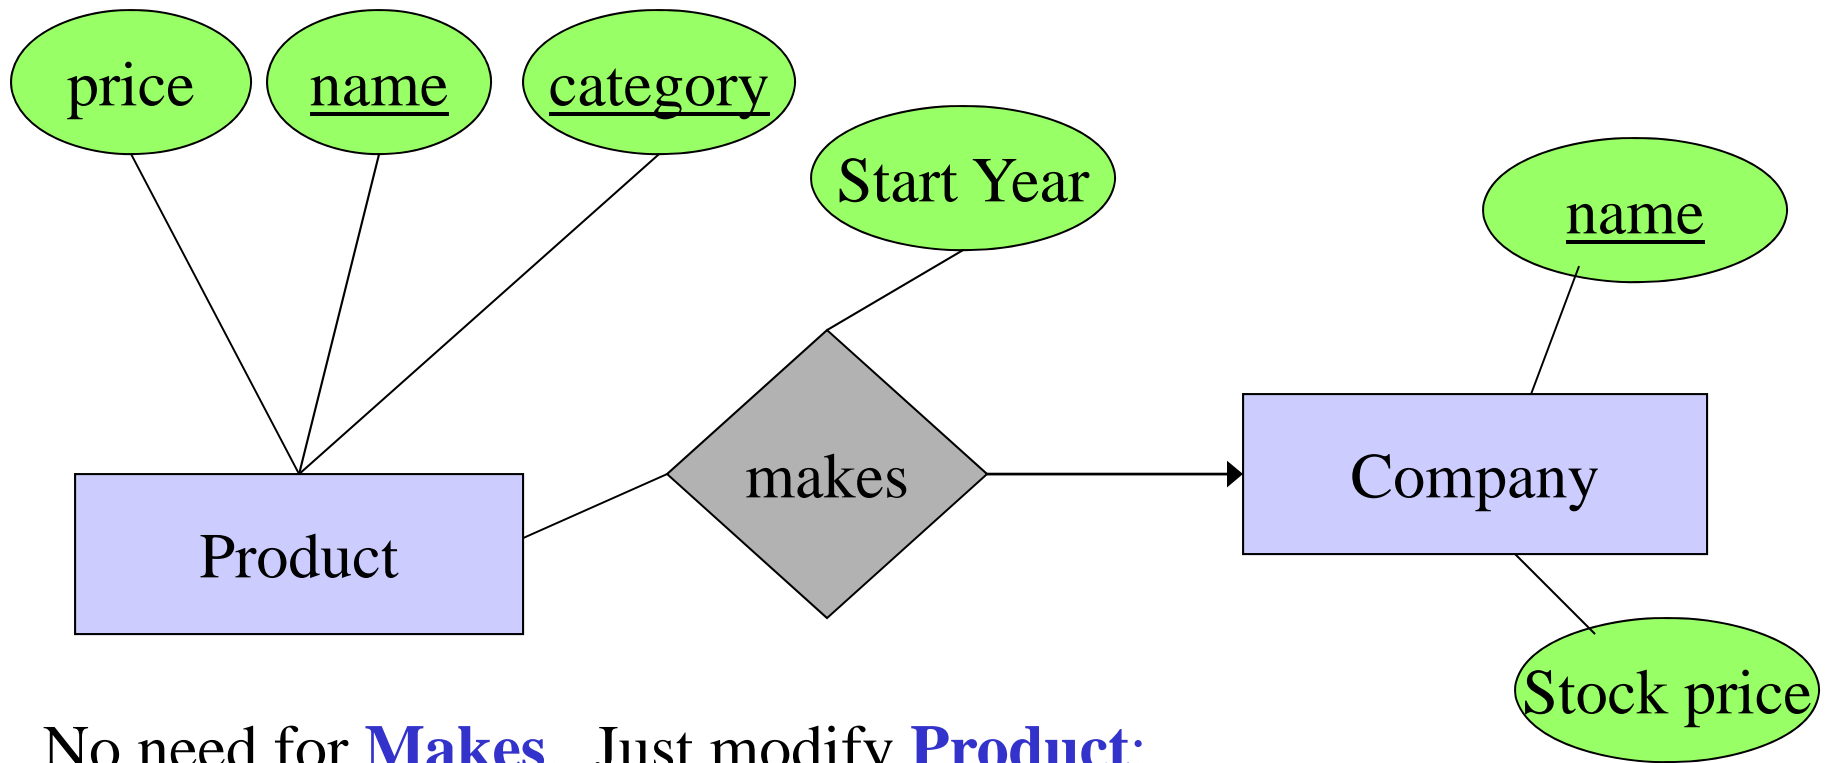 price
name
category
Start Year
name
makes
Company
Product
Stock price
No need for Makes Just modify Product: